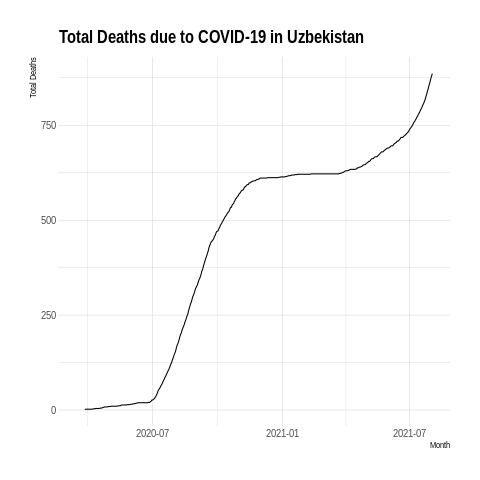 Total Deaths due to COVID-19 in Uzbekistan
Total Deaths
750
500
250
0
2020-07 2021-01 2021-07
Month